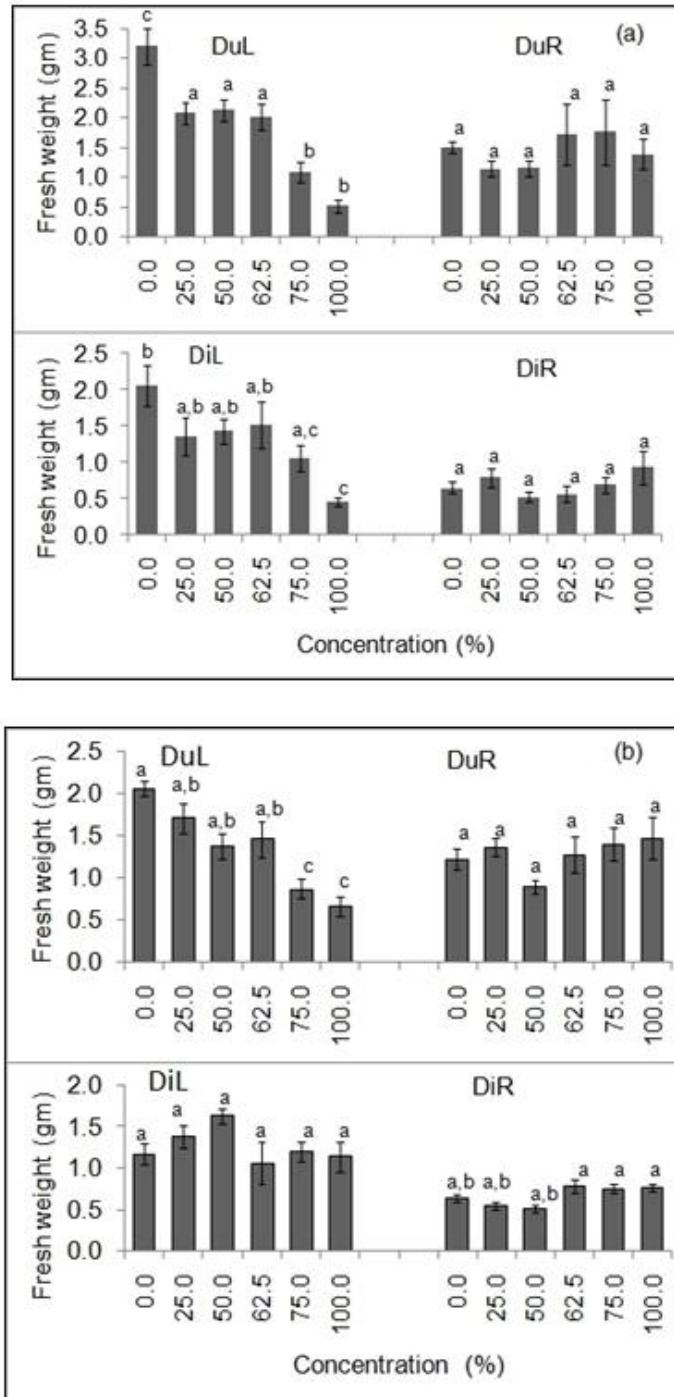 (a)
DuL DuR
Fresh weight (gm)
3.5
3.0
2.5
2.0
1.5
1.0
0.5
0.0
c a a a b b a a a a a a
0.0 25.0 50.0 62.5 75.0 100.0 0.0 25.0 50.0 62.5 75.0 100.0
DiL DiR
Fresh weight (gm)
2.5
2.0
1.5
1.0
0.5
0.0
b a,b a,b a,b a,c c a a a a a a
0.0 25.0 50.0 62.5 75.0 100.0 0.0 25.0 50.0 62.5 75.0 100.0
Concentration (%)
(b)
DuL DuR
Fresh weight (gm)
2.5
2.0
1.5
1.0
0.5
0.0
a a,b a,b a,b c c a a a a a a
0.0 25.0 50.0 62.5 75.0 100.0 0.0 25.0 50.0 62.5 75.0 100.0
DiL DiR
Fresh weight (gm)
2.0
1.5
1.0
0.5
0.0
a a a a a a a,b a,b a,b a a a
0.0 25.0 50.0 62.5 75.0 100.0 0.0 25.0 50.0 62.5 75.0 100.0
Concentration (%)